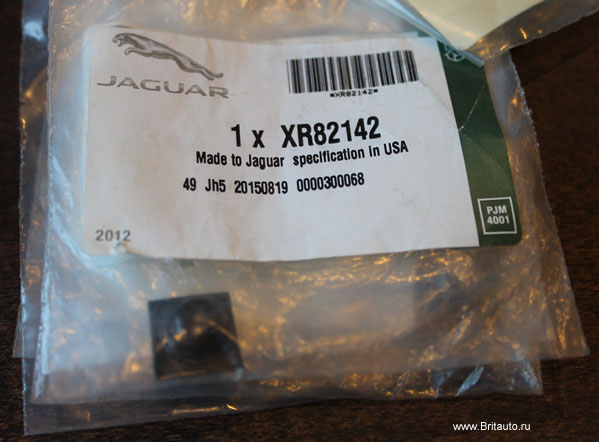 JAGUAR
*XR82142*
1 x XR82142
Made to Jaguar specification in USA
49 Jh5 20150819 0000300068
PJM
4001
2012
www.Britauto.ru